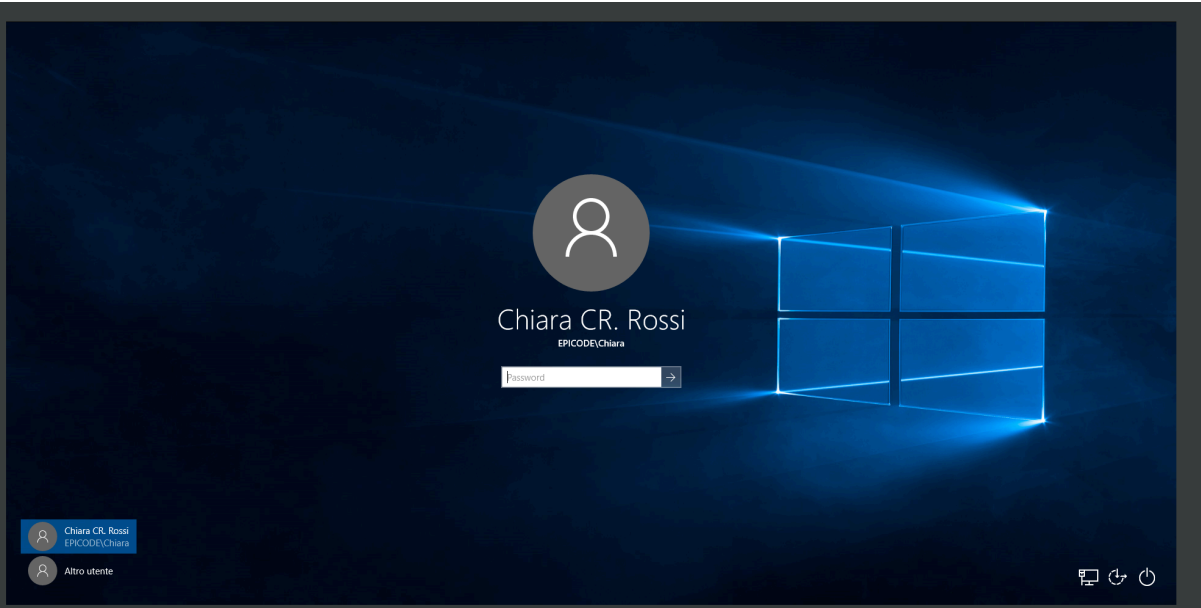 Chiara CR. Rossi
EPICODE\Chiara
Password
Chiara CR. Rossi
EPICODE\Chiara
Altro utente